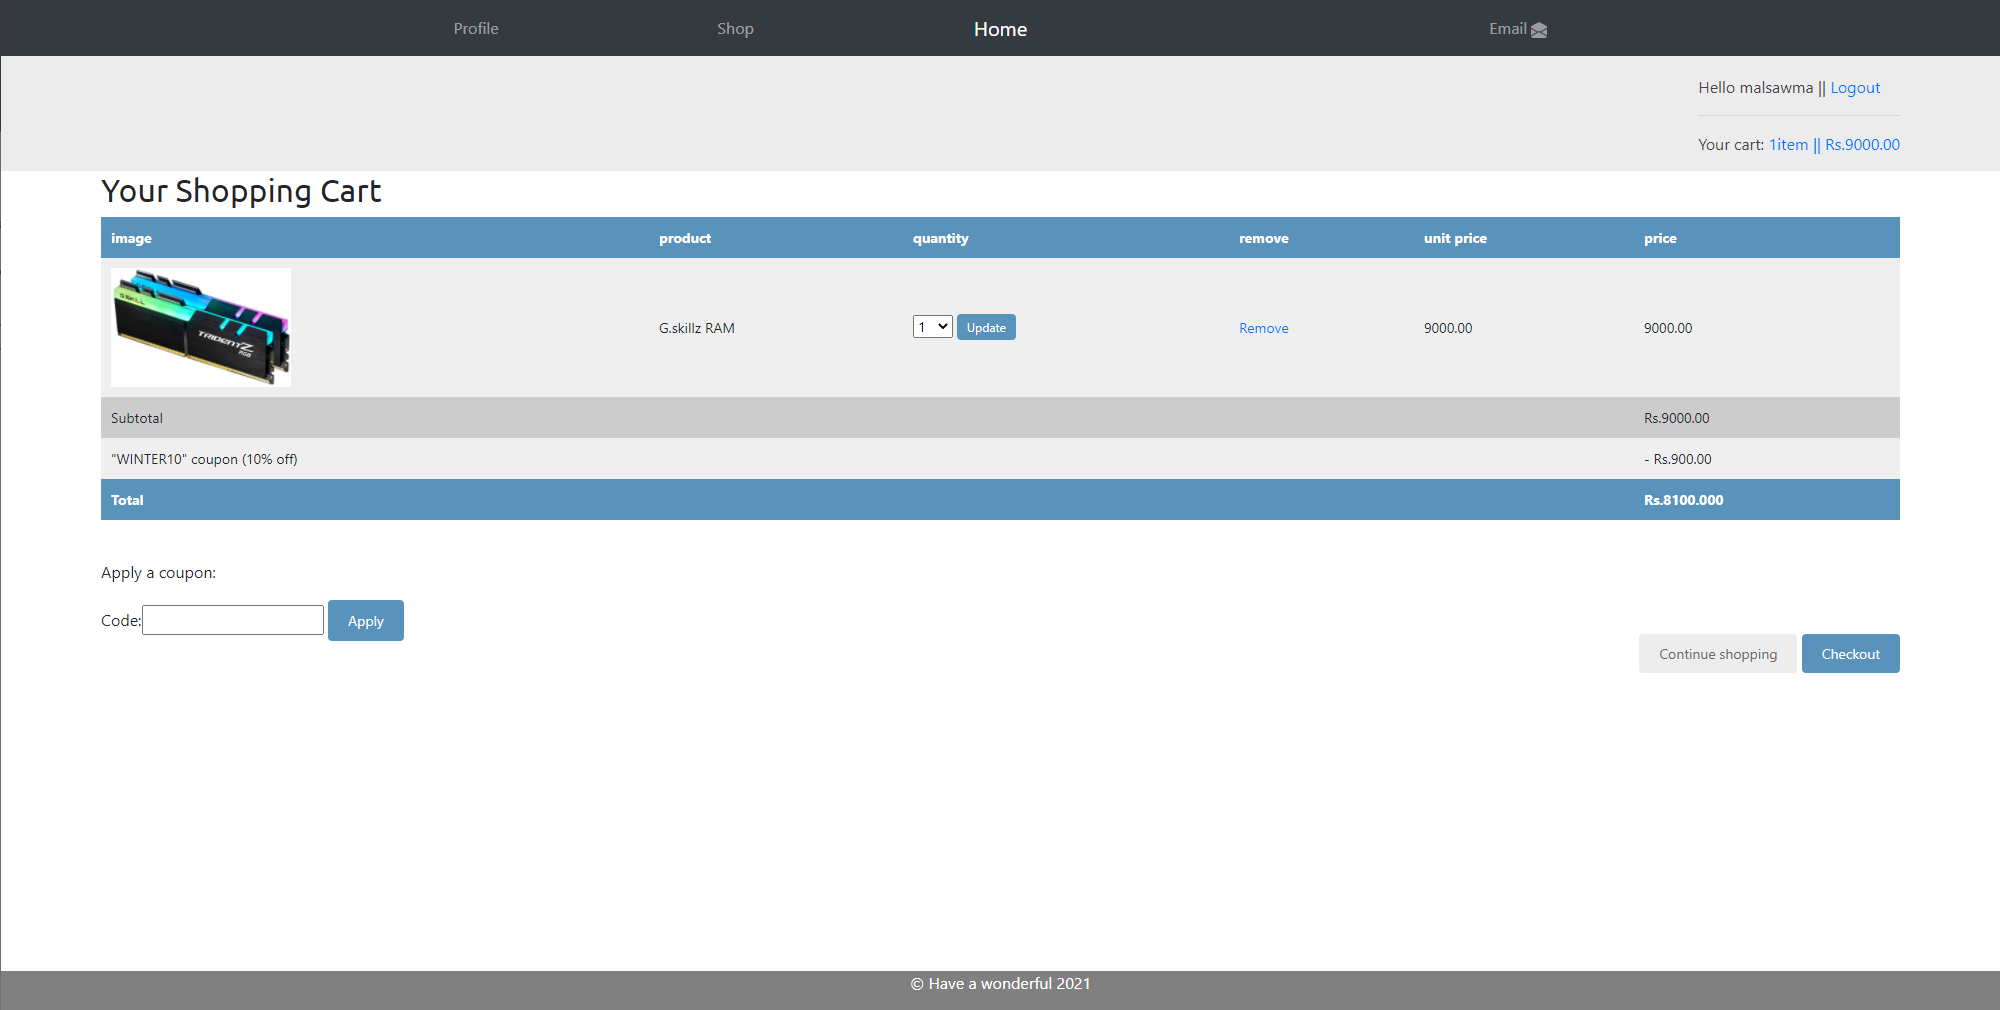 Profile Shop Home Email
Hello malsawma || Logout
Your cart: 1item || Rs.9000.00
Your Shopping Cart
image product quantity remove unit price price
G.SKILL
TRIDENTZ
RGB
G.skillz RAM 1 Update Remove 9000.00 9000.00
Subtotal Rs.9000.00
"WINTER10" coupon (10% off) - Rs.900.00
Total Rs.8100.000
Apply a coupon:
Code: Apply
Continue shopping Checkout
© Have a wonderful 2021